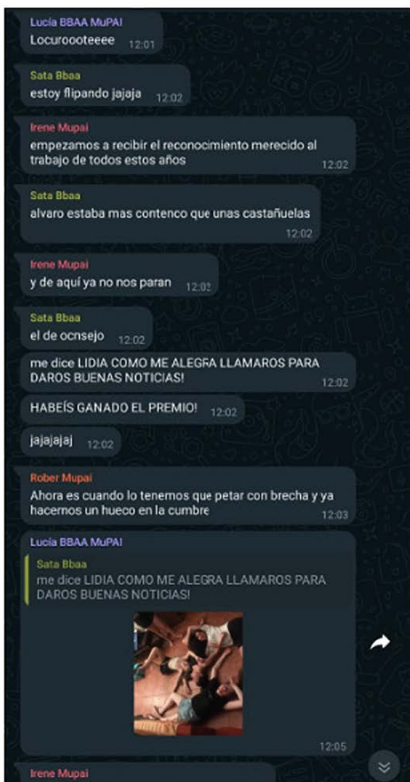 Lucía BBAA MuPAI
Locuroooteeee 12:01
Sata Bbaa
estoy flipando jajaja 12:02
Irene Mupai
empezamos a recibir el reconocimiento merecido al
trabajo de todos estos años
12:02
Sata Bbaa
alvaro estaba mas contenco que unas castañuelas
12:02
Irene Mupai
y de aquí ya no nos paran 12:02
Sata Bbaa
el de ocnsejo 12:02
me dice LIDIA COMO ME ALEGRA LLAMAROS PARA
DAROS BUENAS NOTICIAS!
12:02
HABEÍS GANADO EL PREMIO! 12:02
jajajajaj 12:02
Rober Mupai
Ahora es cuando lo tenemos que petar con brecha y ya
hacernos un hueco en la cumbre
12:03
Lucía BBAA MuPAI
Sata Bbaa
me dice LIDIA COMO ME ALEGRA LLAMAROS PARA
DAROS BUENAS NOTICIAS!
12:05
Irene Mupai